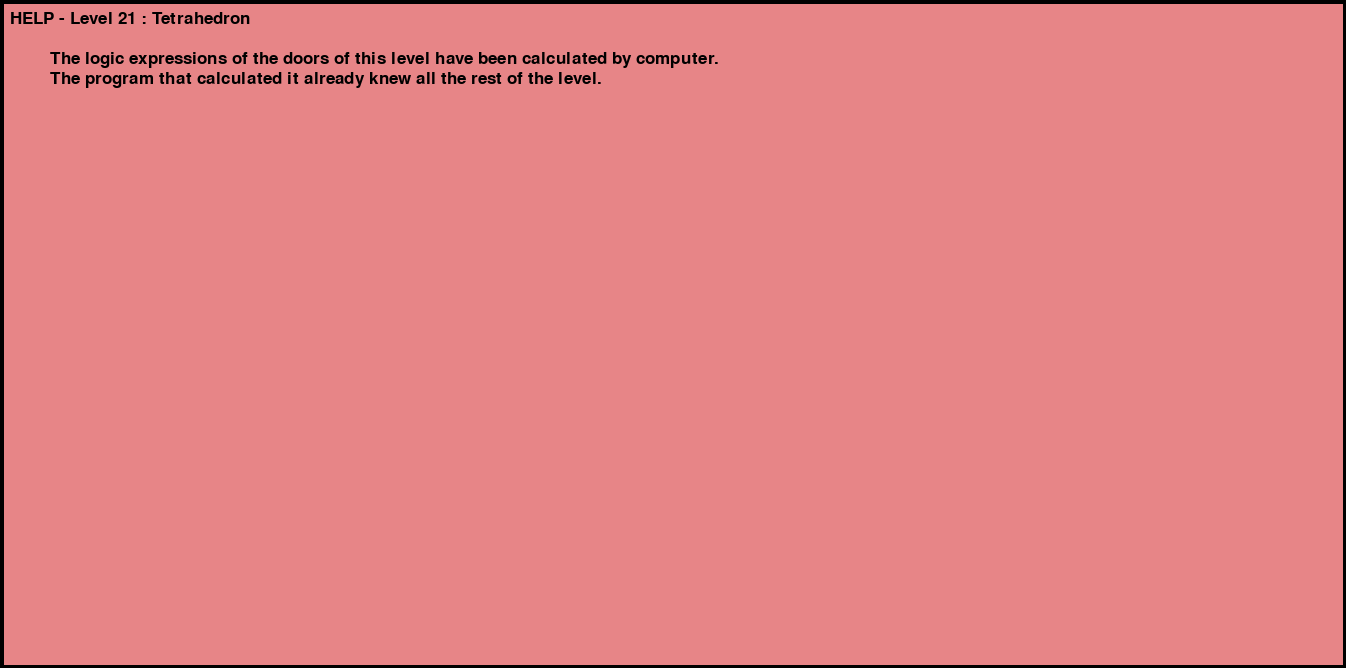 HELP - Level 21 : Tetrahedron
The logic expressions of the doors of this level have been calculated by computer.
The program that calculated it already knew all the rest of the level.